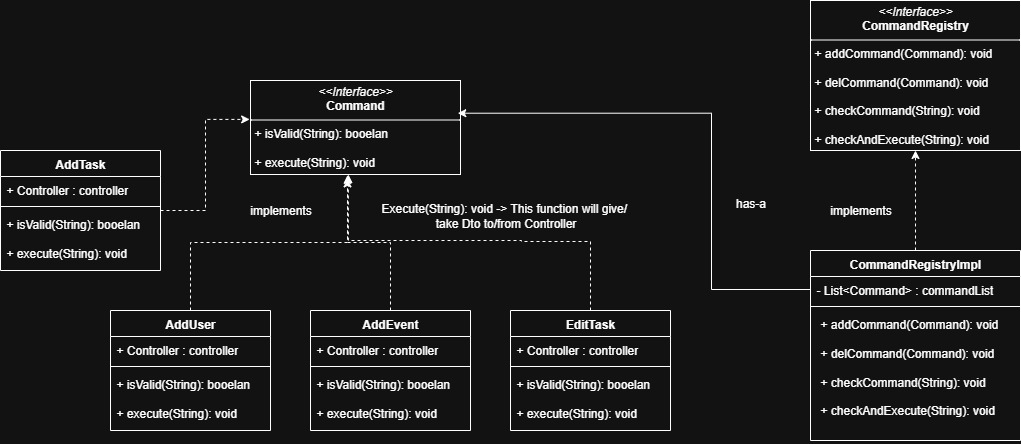 <<Interface>>
CommandRegistry
+ addCommand(Command): void
+ delCommand(Command): void
+ checkCommand(String): void
+ checkAndExecute(String): void
<<Interface>>
Command
+ isValid(String): booelan
+ execute(String): void
AddTask
+ Controller : controller
+ isValid(String): booelan
+ execute(String): void
implements
Execute(String): void -> This function will give/
take Dto to/from Controller
has-a
implements
CommandRegistryImpl
- List<Command> : commandList
+ addCommand(Command): void
+ delCommand(Command): void
+ checkCommand(String): void
+ checkAndExecute(String): void
AddUser
+ Controller : controller
+ isValid(String): booelan
+ execute(String): void
AddEvent
+ Controller : controller
+ isValid(String): booelan
+ execute(String): void
EditTask
+ Controller : controller
+ isValid(String): booelan
+ execute(String): void